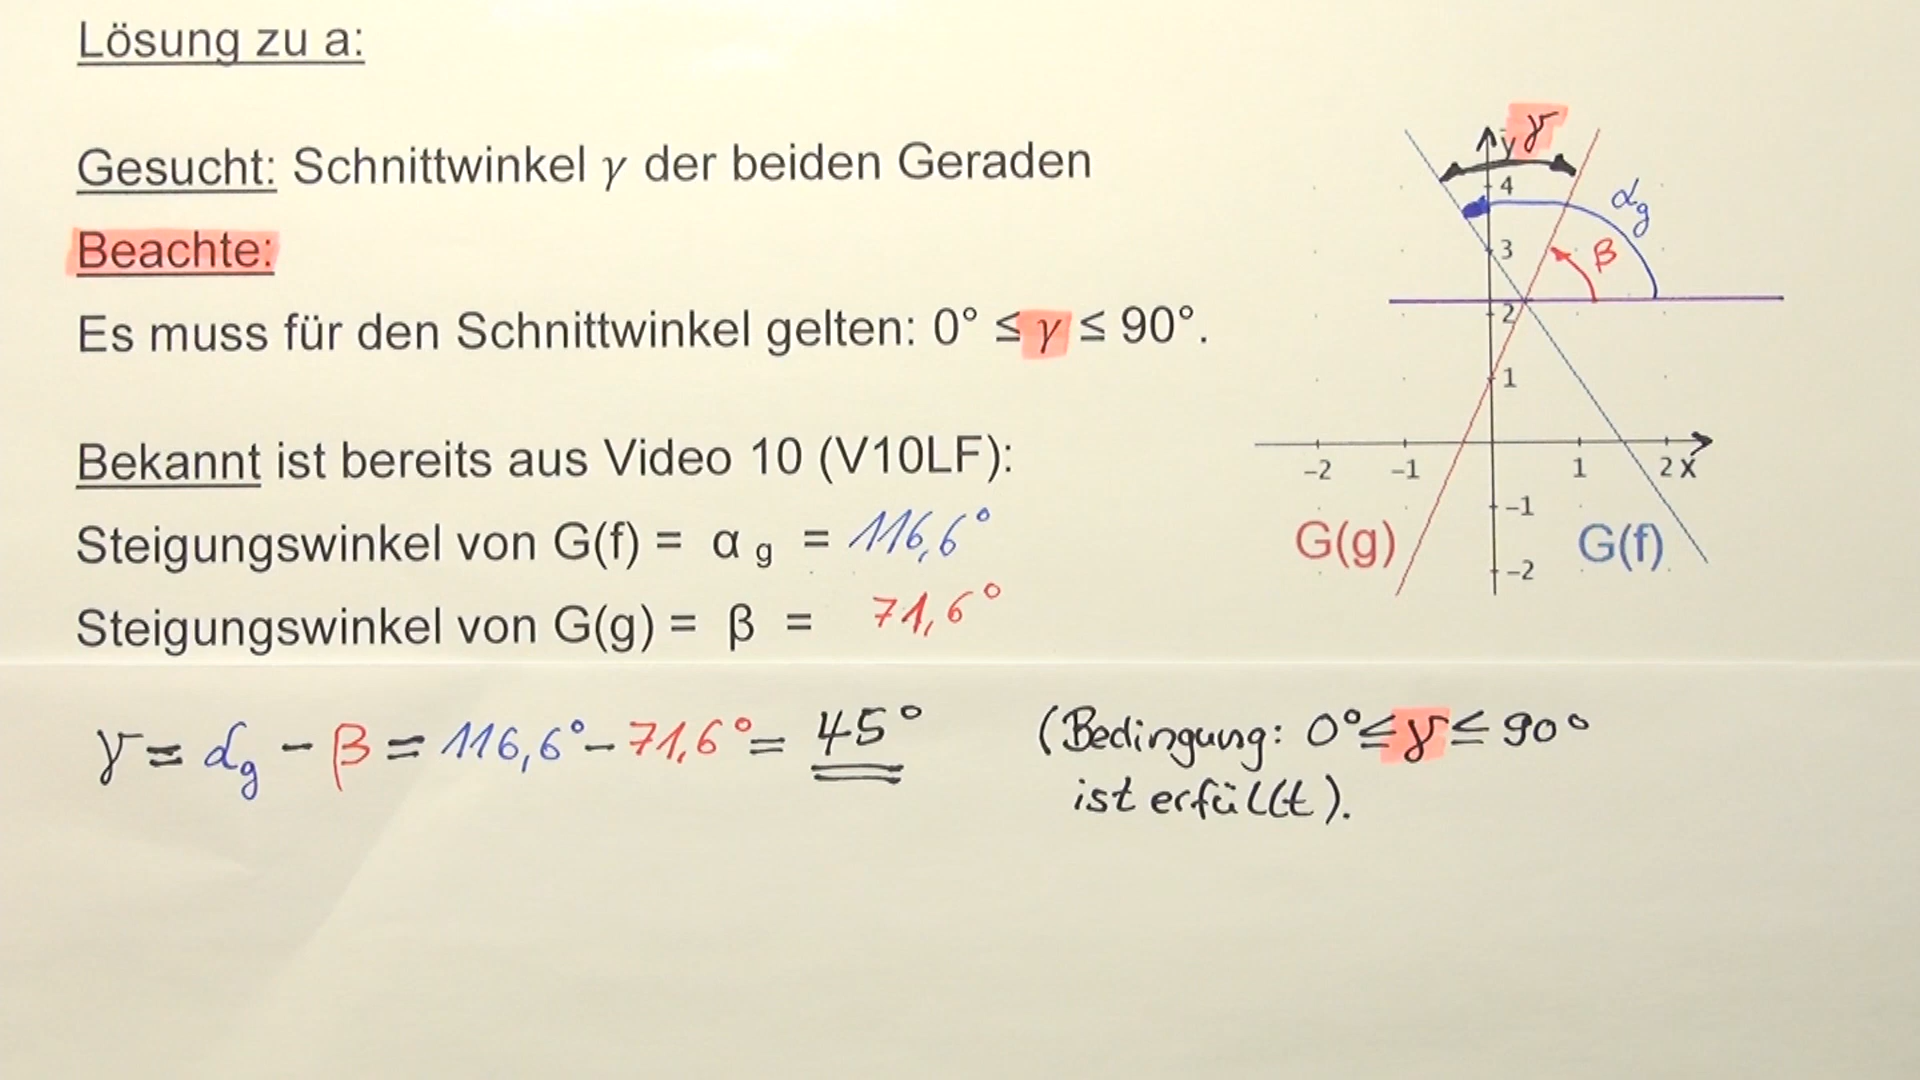 Lösung zu a:
Gesucht: Schnittwinkel γ der beiden Geraden
Beachte:
Es muss für den Schnittwinkel gelten: 0° ≤ γ ≤ 90°.
Bekannt ist bereits aus Video 10 (V10LF):
Steigungswinkel von G(f) = α g = 116,6°
Steigungswinkel von G(g) = β = 71,6°
γ = αg - β = 116,6° - 71,6° = 45°
(Bedingung: 0° ≤ γ ≤ 90°
ist erfüllt).
y γ
4
αg
3
β
2
1
-2 -1 1 2 x
-1
G(g) G(f)
-2